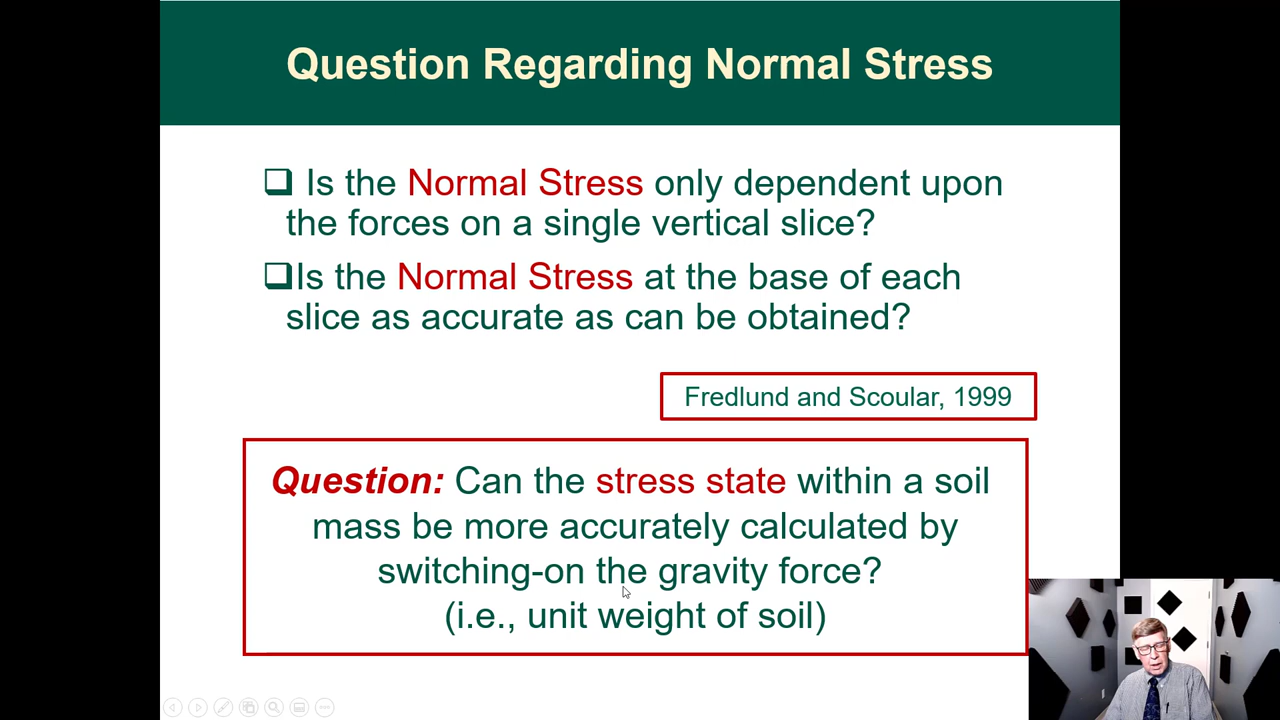 Question Regarding Normal Stress
Is the Normal Stress only dependent upon
the forces on a single vertical slice?
Is the Normal Stress at the base of each
slice as accurate as can be obtained?
Fredlund and Scoular, 1999
Question: Can the stress state within a soil
mass be more accurately calculated by
switching-on the gravity force?
(i.e., unit weight of soil)